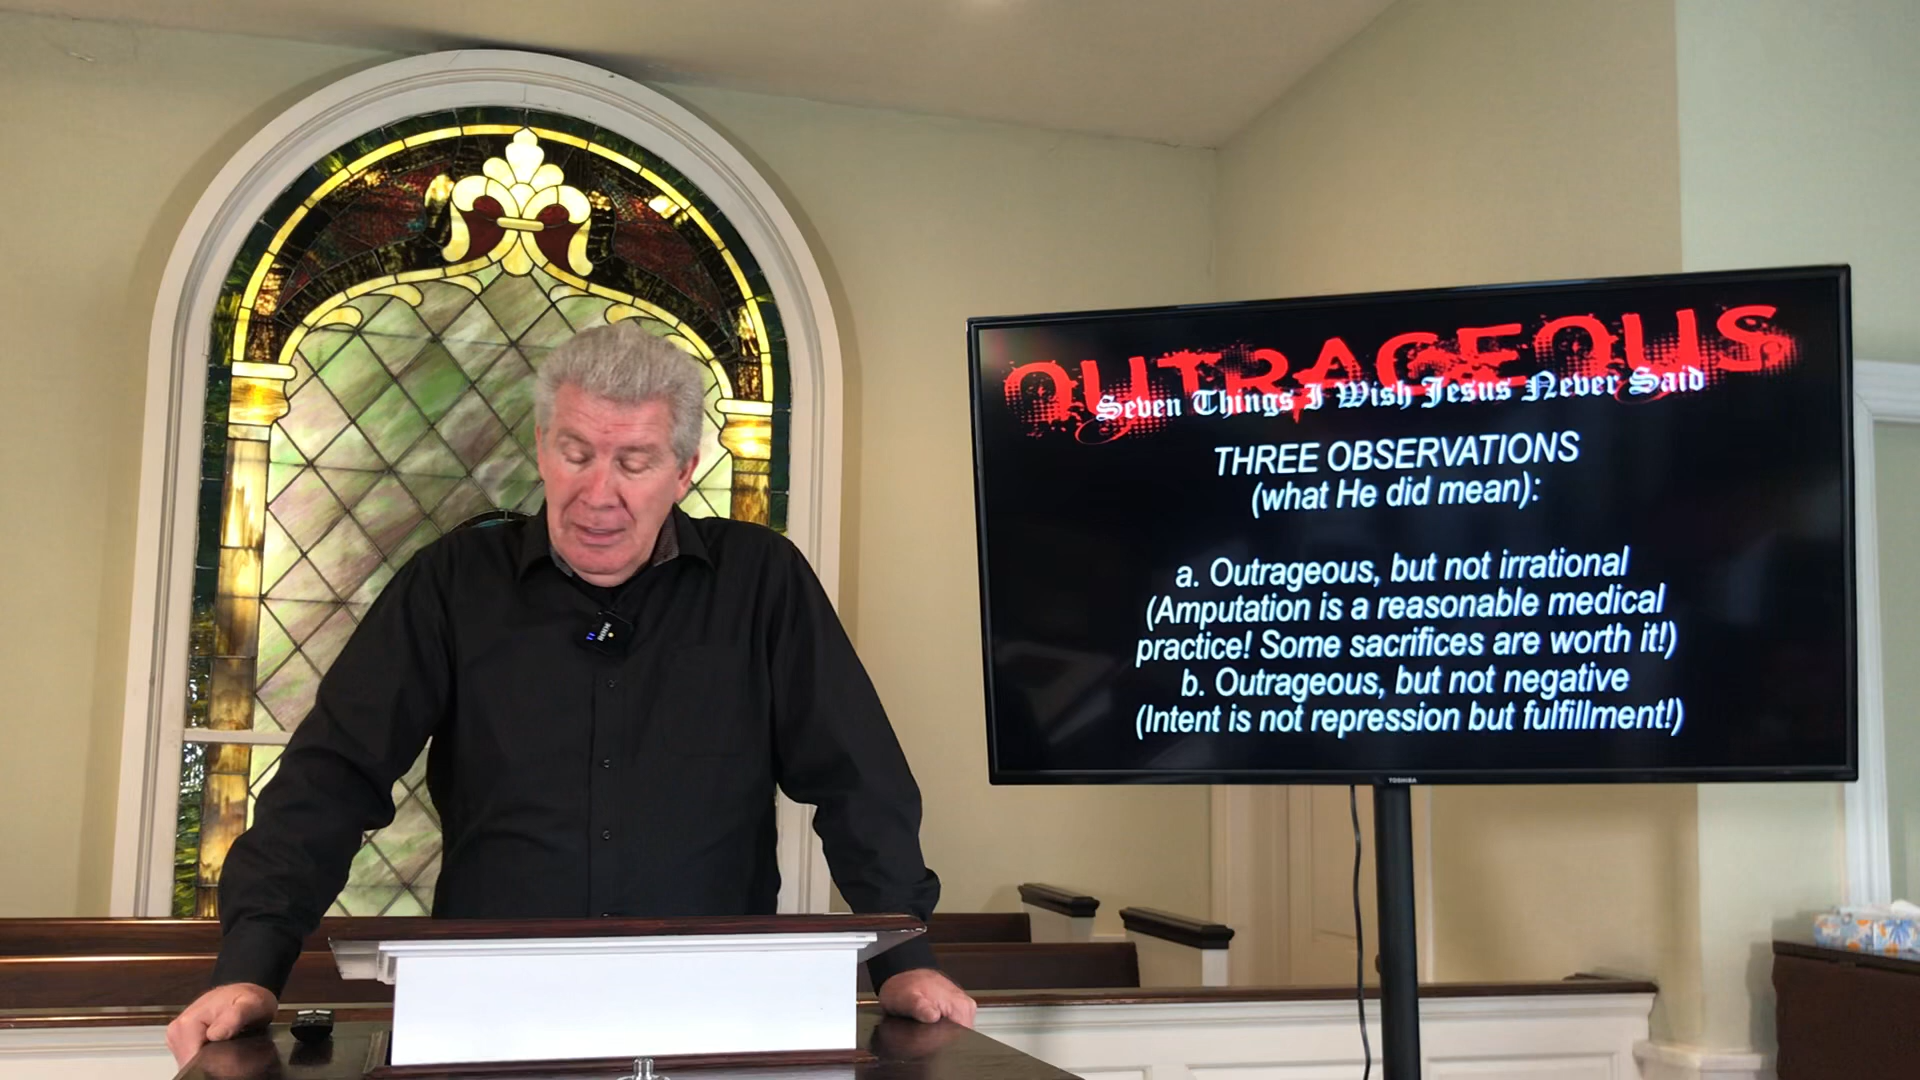 OUTRAGEOUS
Seven Things I Wish Jesus Never Said
THREE OBSERVATIONS
(what He did mean):
a. Outrageous, but not irrational
(Amputation is a reasonable medical
practice! Some sacrifices are worth it!)
b. Outrageous, but not negative
(Intent is not repression but fulfillment!)
TOSHIBA